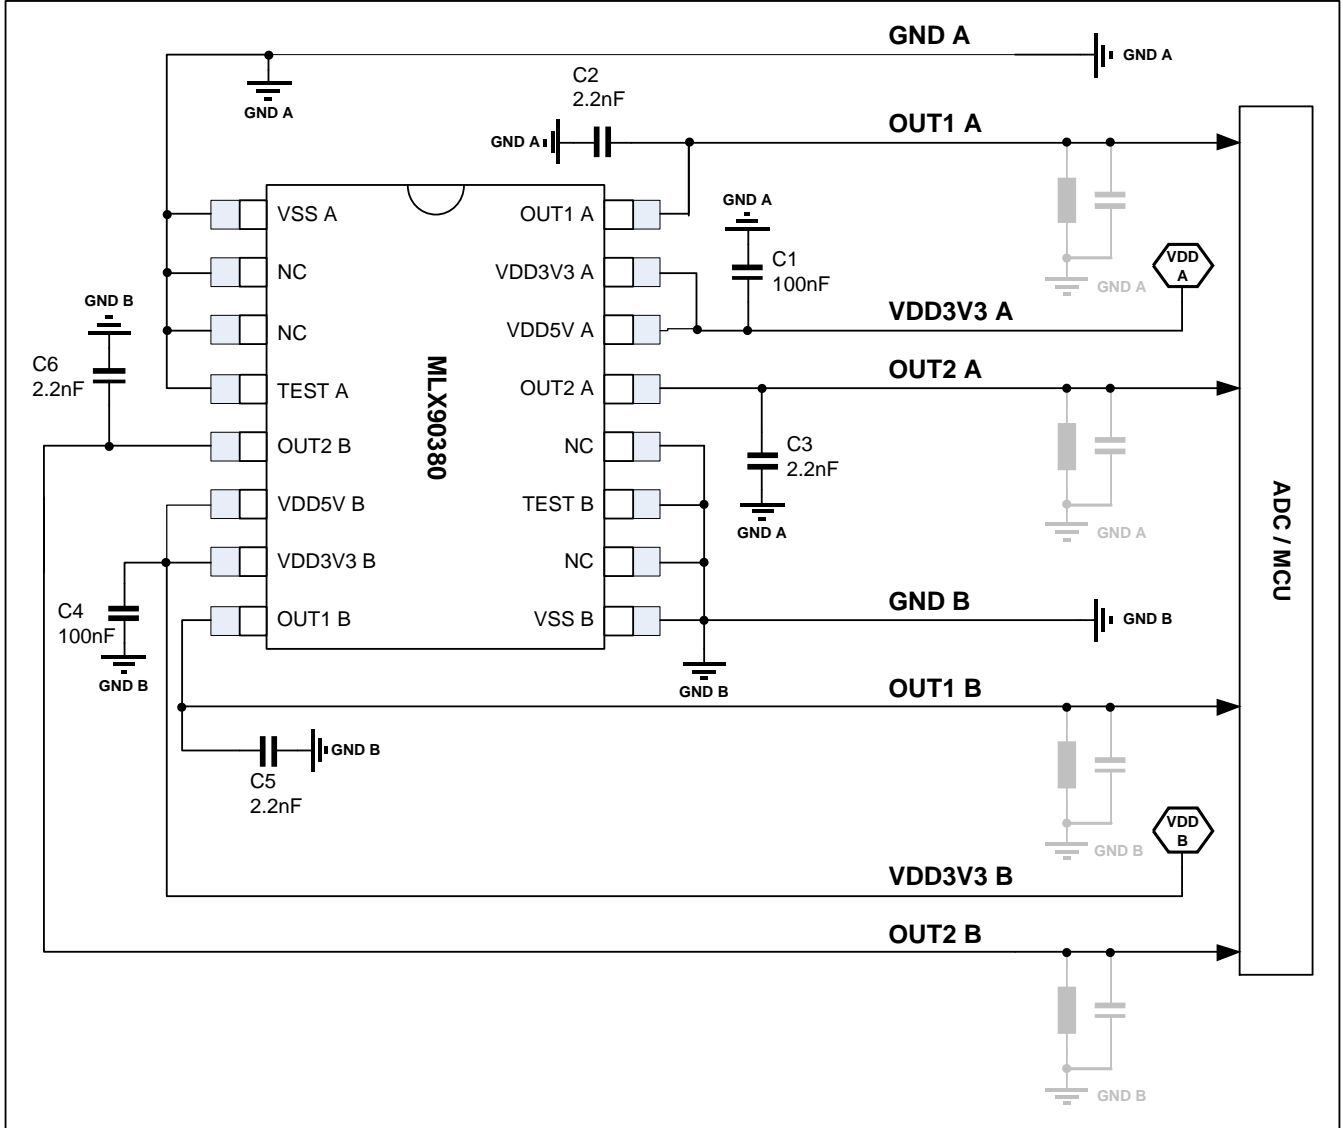 GND A
GND A
GND A
C2
2.2nF
GND A
OUT1 A
GND A
C1
100nF
GND A
VDD
A
VDD3V3 A
VSS A
NC
NC
TEST A
OUT2 B
VDD5V B
VDD3V3 B
OUT1 B
MLX90380
OUT1 A
VDD3V3 A
VDD5V A
OUT2 A
NC
TEST B
NC
VSS B
GND B
C6
2.2nF
OUT2 A
C3
2.2nF
GND A
GND A
ADC / MCU
C4
100nF
GND B
GND B
GND B
GND B
OUT1 B
GND B
C5
2.2nF
GND B
VDD
B
VDD3V3 B
OUT2 B
GND B